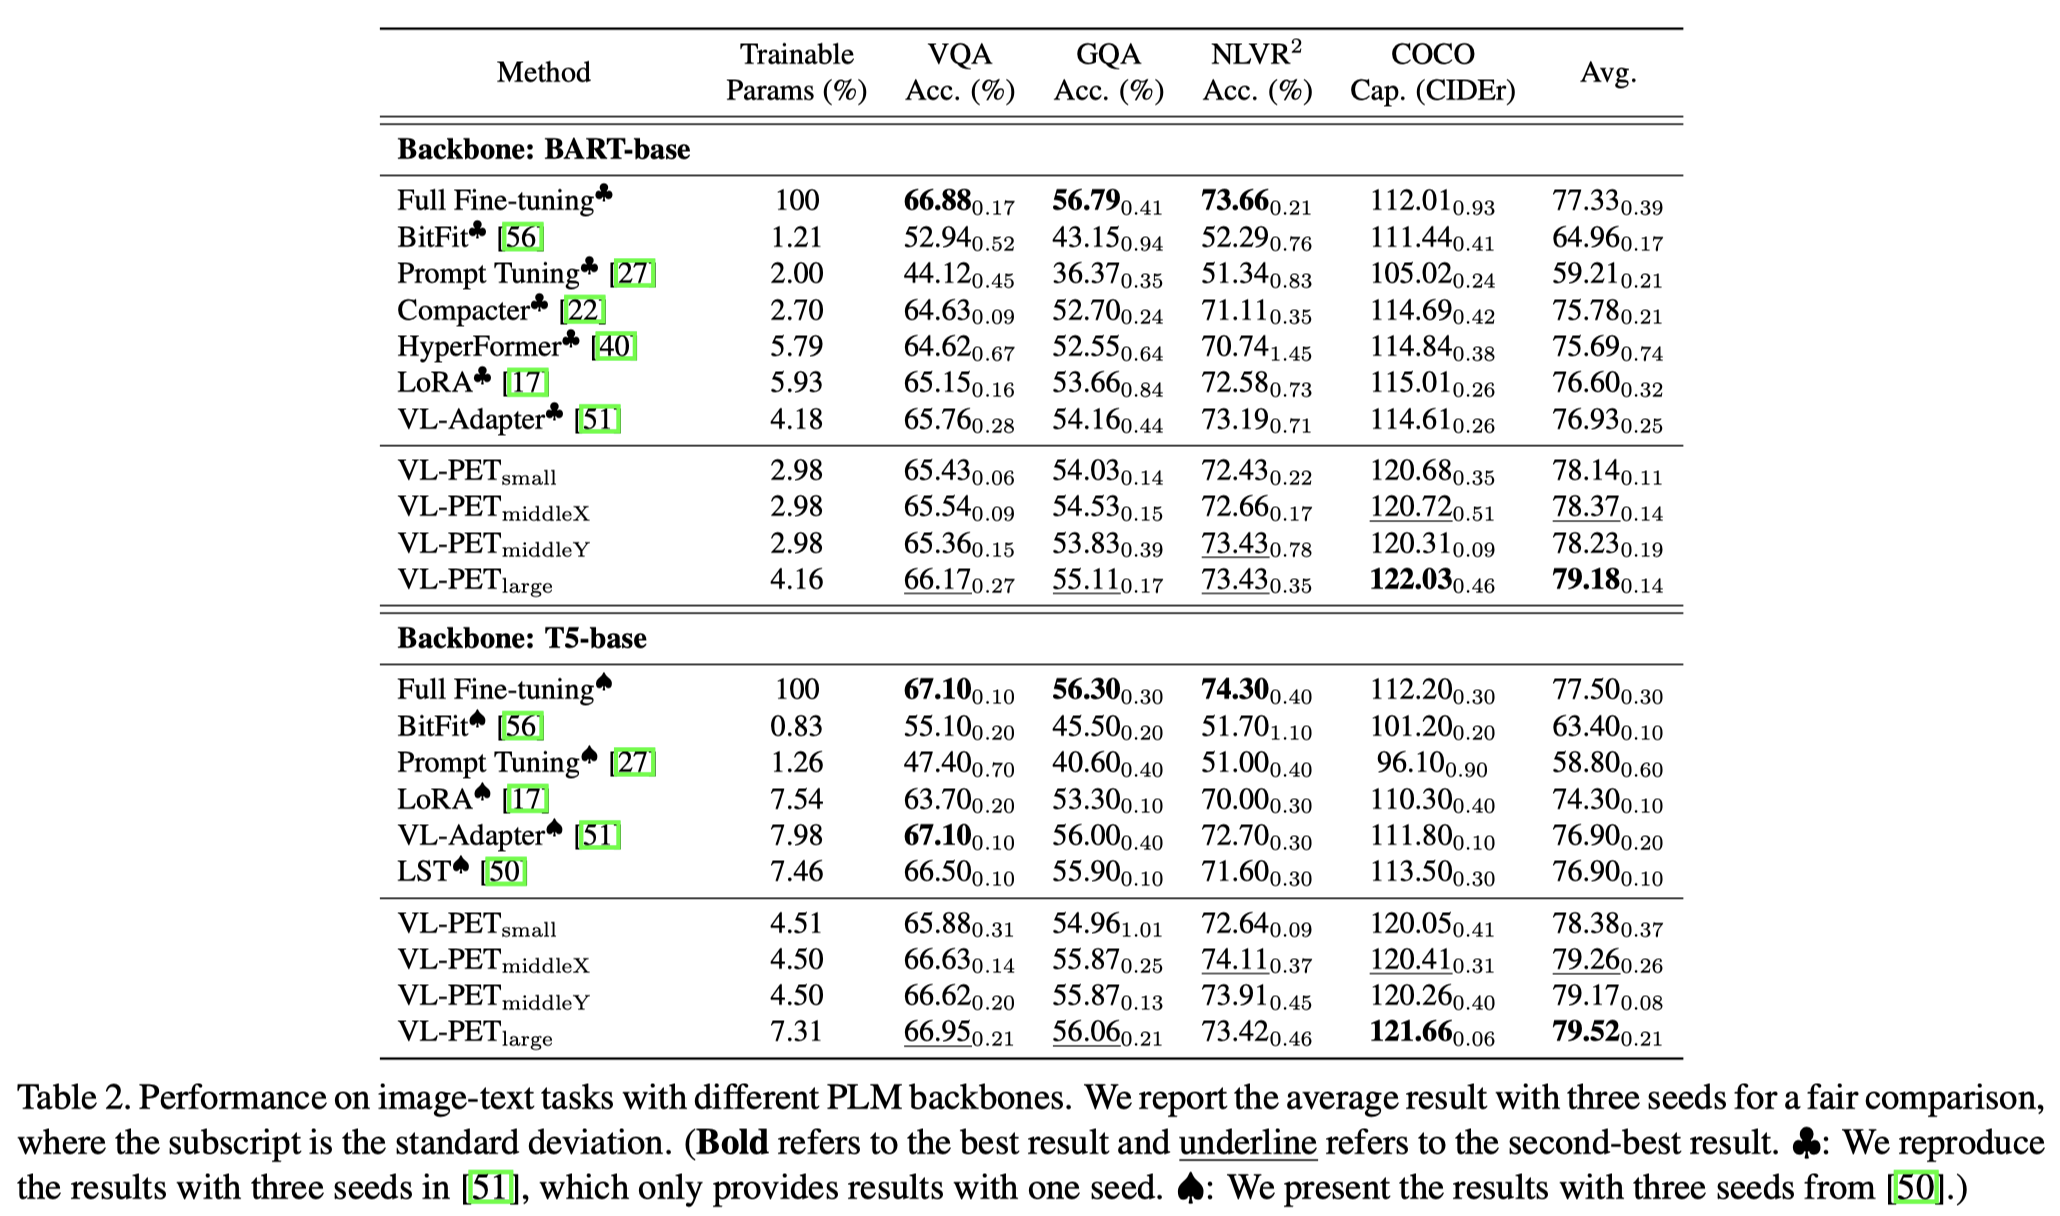 Method Trainable Params (%) VQA Acc. (%) GQA Acc. (%) NLVR² Acc. (%) COCO Cap. (CIDEr) Avg.
Backbone: BART-base
Full Fine-tuning♣ 100 66.88 0.17 56.79 0.41 73.66 0.21 112.01 0.93 77.33 0.39
BitFit♣ [56] 1.21 52.94 0.52 43.15 0.94 52.29 0.76 111.44 0.41 64.96 0.17
Prompt Tuning♣ [27] 2.00 44.12 0.45 36.37 0.35 51.34 0.83 105.02 0.24 59.21 0.21
Compacter♣ [22] 2.70 64.63 0.09 52.70 0.24 71.11 0.35 114.69 0.42 75.78 0.21
HyperFormer♣ [40] 5.79 64.62 0.67 52.55 0.64 70.74 1.45 114.84 0.38 75.69 0.74
LoRA♣ [17] 5.93 65.15 0.16 53.66 0.84 72.58 0.73 115.01 0.26 76.60 0.32
VL-Adapter♣ [51] 4.18 65.76 0.28 54.16 0.44 73.19 0.71 114.61 0.26 76.93 0.25
VL-PET small 2.98 65.43 0.06 54.03 0.14 72.43 0.22 120.68 0.35 78.14 0.11
VL-PET middleX 2.98 65.54 0.09 54.53 0.15 72.66 0.17 120.72 0.51 78.37 0.14
VL-PET middleY 2.98 65.36 0.15 53.83 0.39 73.43 0.78 120.31 0.09 78.23 0.19
VL-PET large 4.16 66.17 0.27 55.11 0.17 73.43 0.35 122.03 0.46 79.18 0.14
Backbone: T5-base
Full Fine-tuning♠ 100 67.10 0.10 56.30 0.30 74.30 0.40 112.20 0.30 77.50 0.30
BitFit♠ [56] 0.83 55.10 0.20 45.50 0.20 51.70 1.10 101.20 0.20 63.40 0.10
Prompt Tuning♠ [27] 1.26 47.40 0.70 40.60 0.40 51.00 0.40 96.10 0.90 58.80 0.60
LoRA♠ [17] 7.54 63.70 0.20 53.30 0.10 70.00 0.30 110.30 0.40 74.30 0.10
VL-Adapter♠ [51] 7.98 67.10 0.10 56.00 0.40 72.70 0.30 111.80 0.10 76.90 0.20
LST♠ [50] 7.46 66.50 0.10 55.90 0.10 71.60 0.30 113.50 0.30 76.90 0.10
VL-PET small 4.51 65.88 0.31 54.96 1.01 72.64 0.09 120.05 0.41 78.38 0.37
VL-PET middleX 4.50 66.63 0.14 55.87 0.25 74.11 0.37 120.41 0.31 79.26 0.26
VL-PET middleY 4.50 66.62 0.20 55.87 0.13 73.91 0.45 120.26 0.40 79.17 0.08
VL-PET large 7.31 66.95 0.21 56.06 0.21 73.42 0.46 121.66 0.06 79.52 0.21
Table 2. Performance on image-text tasks with different PLM backbones. We report the average result with three seeds for a fair comparison,
where the subscript is the standard deviation. (Bold refers to the best result and underline refers to the second-best result. ♣: We reproduce
the results with three seeds in [51], which only provides results with one seed. ♠: We present the results with three seeds from [50].)